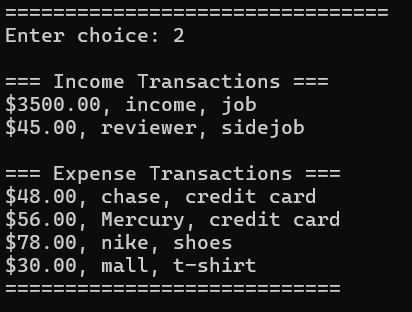 ================================
Enter choice: 2
=== Income Transactions ===
$3500.00, income, job
$45.00, reviewer, sidejob
=== Expense Transactions ===
$48.00, chase, credit card
$56.00, Mercury, credit card
$78.00, nike, shoes
$30.00, mall, t-shirt
============================